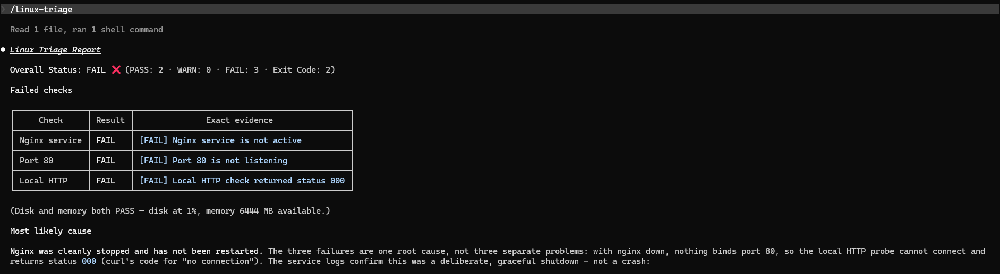 ❯ /linux-triage
Read 1 file, ran 1 shell command
● Linux Triage Report
Overall Status: FAIL ❌ (PASS: 2 · WARN: 0 · FAIL: 3 · Exit Code: 2)
Failed checks
Check Result Exact evidence
Nginx service FAIL [FAIL] Nginx service is not active
Port 80 FAIL [FAIL] Port 80 is not listening
Local HTTP FAIL [FAIL] Local HTTP check returned status 000
(Disk and memory both PASS — disk at 1%, memory 6444 MB available.)
Most likely cause
Nginx was cleanly stopped and has not been restarted. The three failures are one root cause, not three separate problems: with nginx down, nothing binds port 80, so the local HTTP probe cannot connect and
returns status 000 (curl's code for "no connection"). The service logs confirm this was a deliberate, graceful shutdown — not a crash: